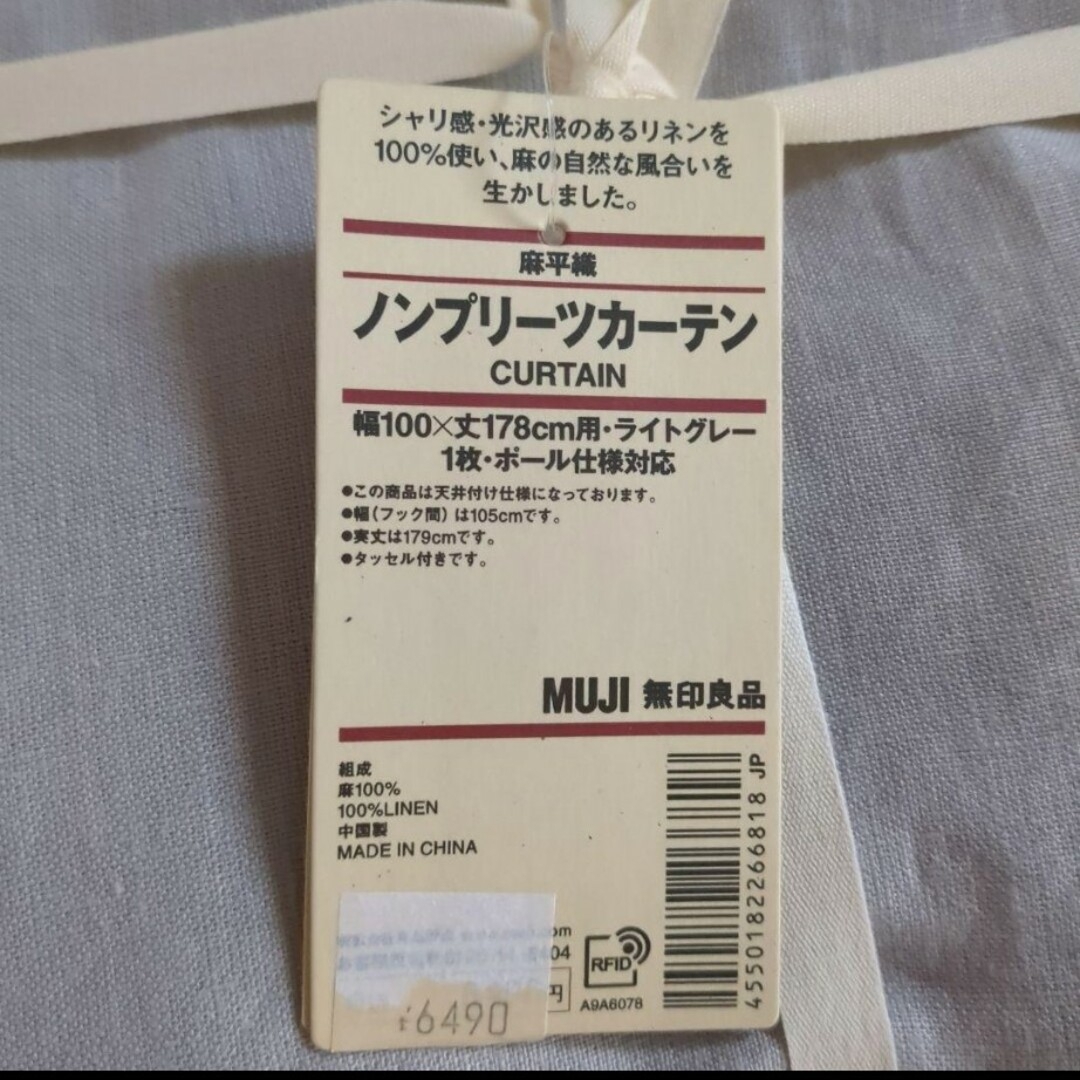 シャリ感・光沢感のあるリネンを
100%使い、麻の自然な風合いを
生かしました。
麻平織
ノンプリーツカーテン
CURTAIN
幅100×丈178cm用・ライトグレー
1枚・ポール仕様対応
●この商品は天井付け仕様になっております。
●幅(フック間)は105cmです。
●実丈は179cmです。
●タッセル付きです。
MUJI 無印良品
組成
麻100%
100%LINEN
中国製
MADE IN CHINA
円
¥6490
RFID
A9A6078
4550182266818 JP